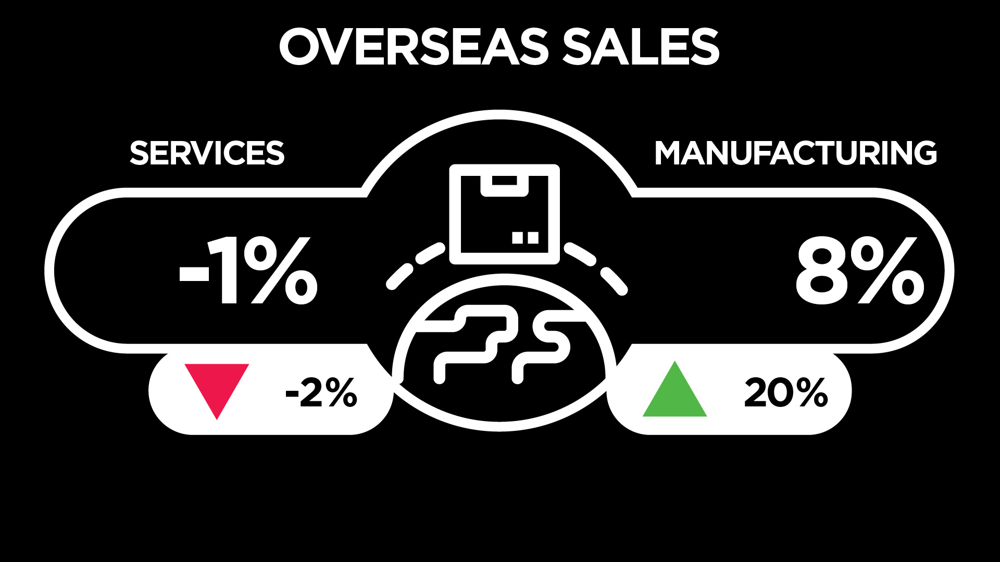 OVERSEAS SALES
SERVICES
MANUFACTURING
-1%
8%
-2%
20%